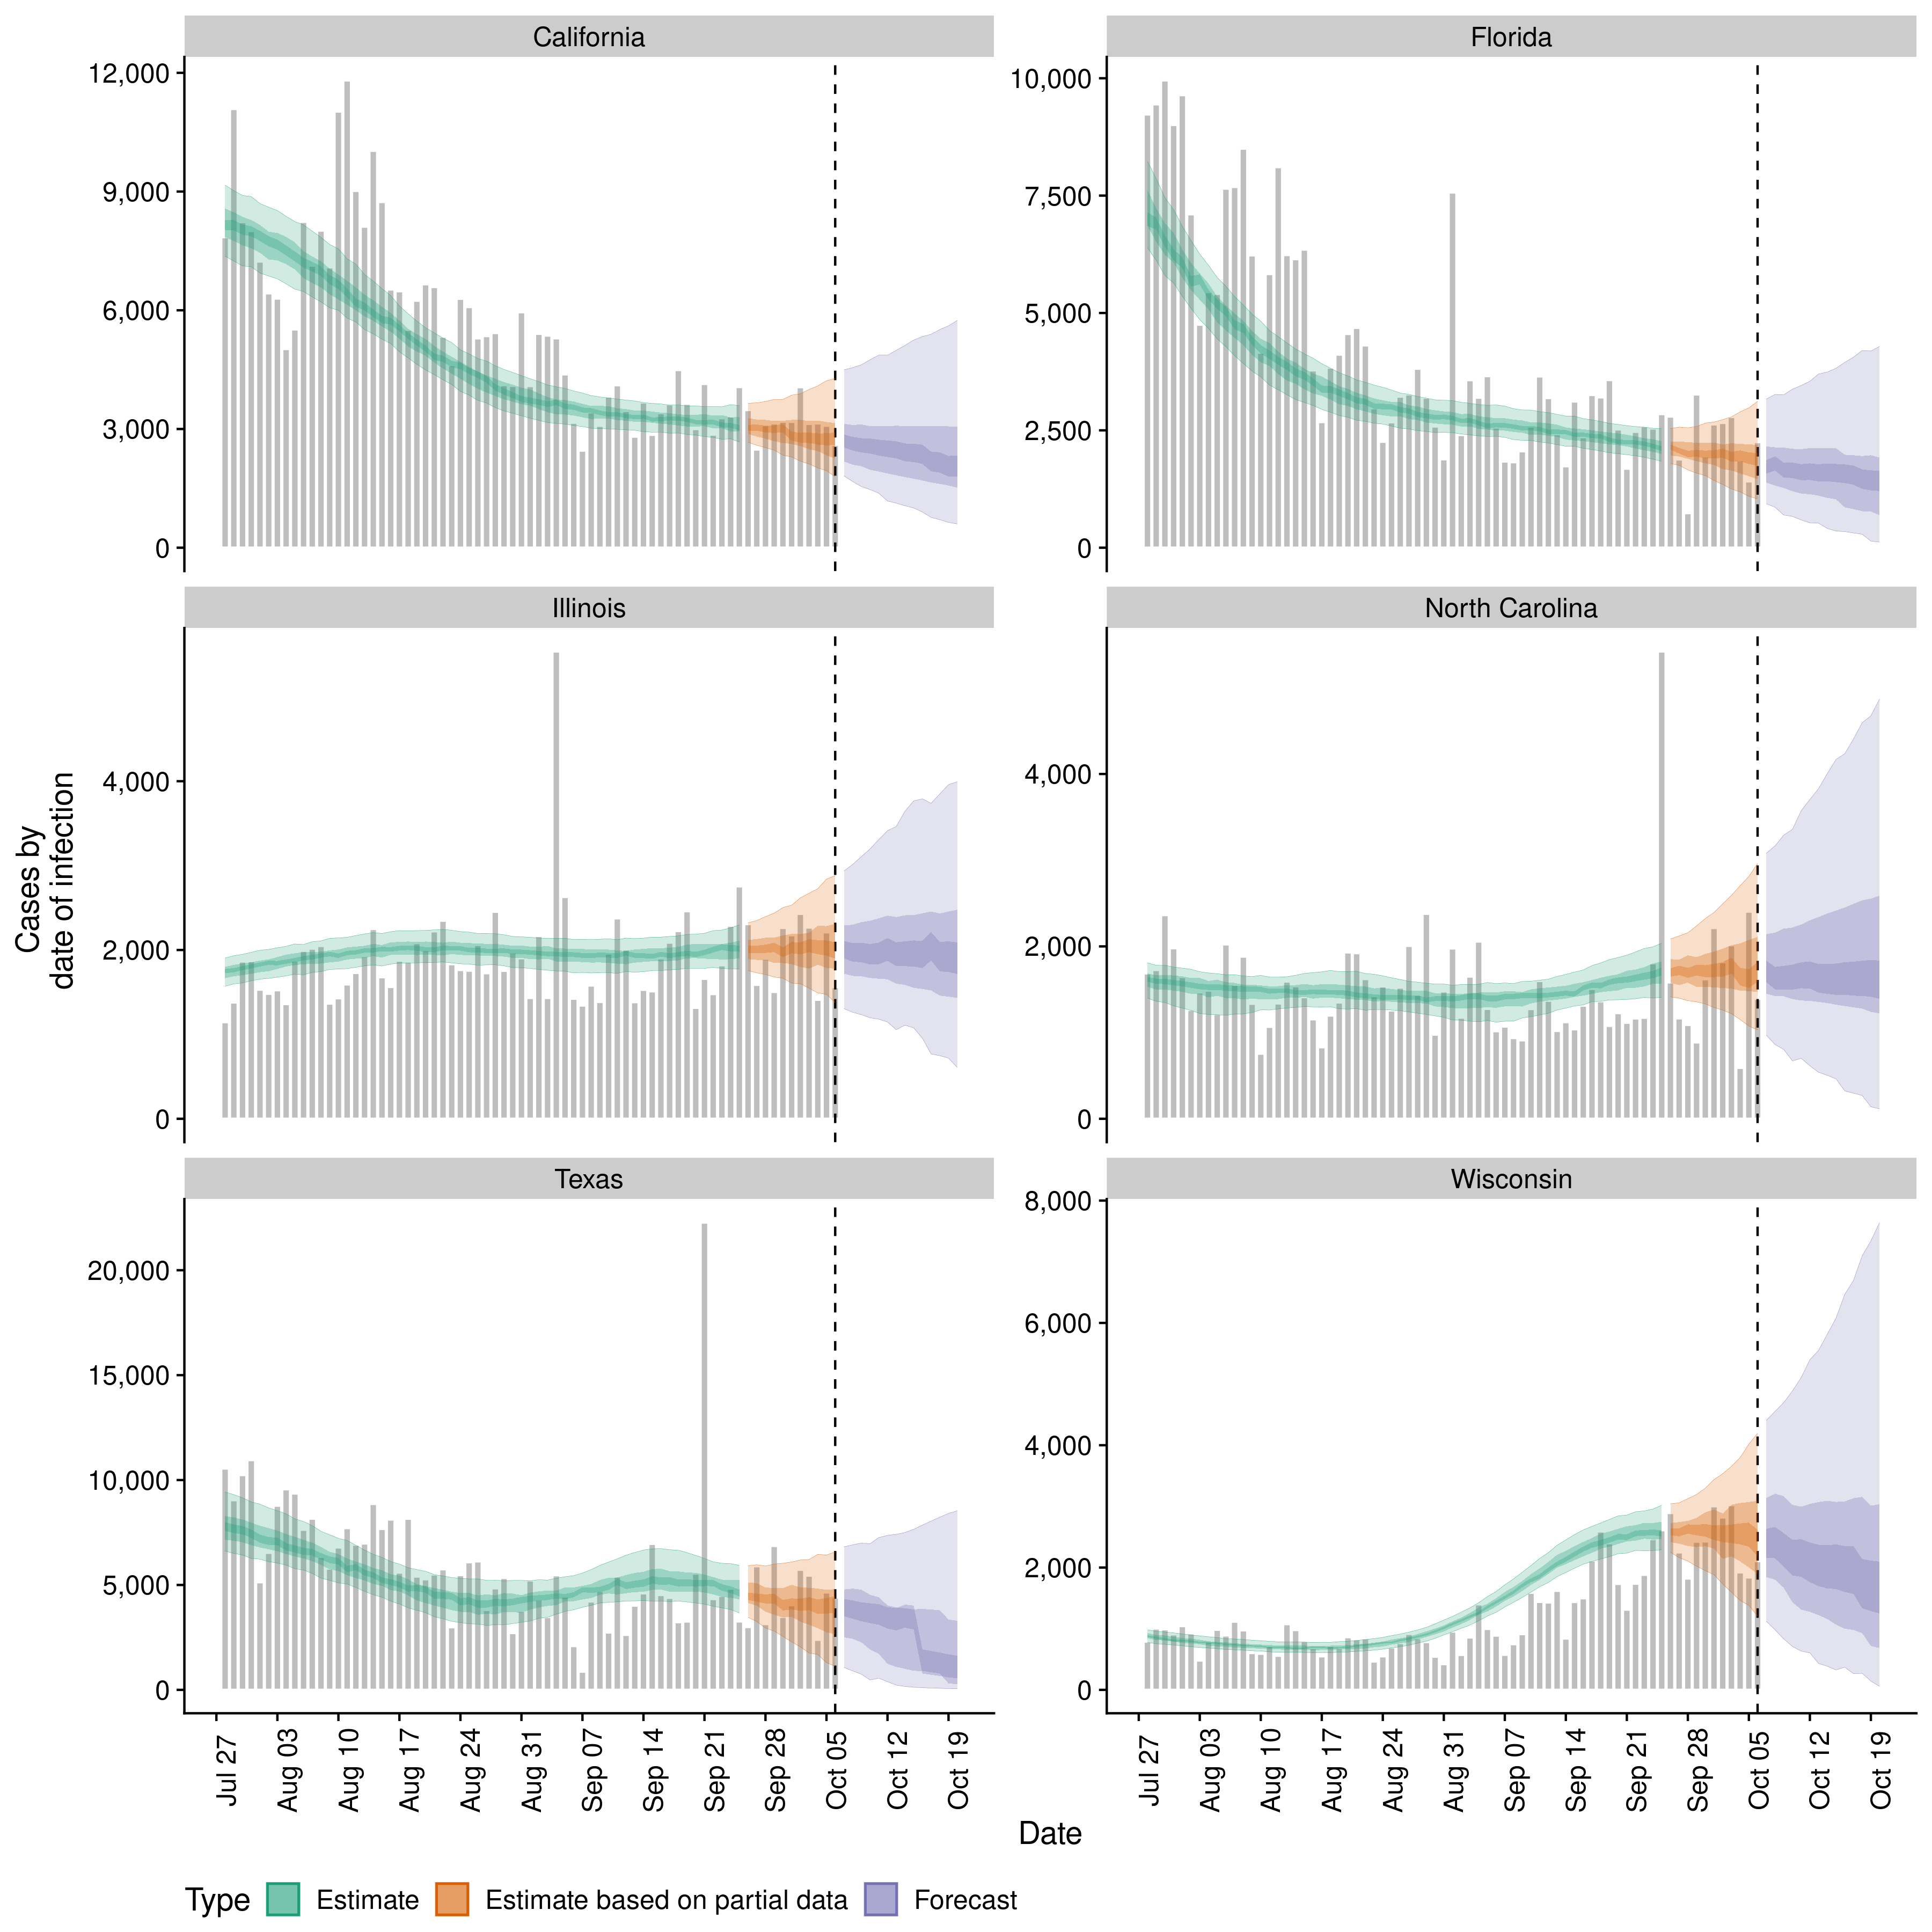 California
Florida
12,000
9,000
6,000
3,000
0
10,000
7,500
5,000
2,500
0
Illinois
North Carolina
4,000
2,000
0
4,000
2,000
0
Cases by
date of infection
Texas
Wisconsin
20,000
15,000
10,000
5,000
0
8,000
6,000
4,000
2,000
0
Jul 27
Aug 03
Aug 10
Aug 17
Aug 24
Aug 31
Sep 07
Sep 14
Sep 21
Sep 28
Oct 05
Oct 12
Oct 19
Jul 27
Aug 03
Aug 10
Aug 17
Aug 24
Aug 31
Sep 07
Sep 14
Sep 21
Sep 28
Oct 05
Oct 12
Oct 19
Date
Type Estimate Estimate based on partial data Forecast